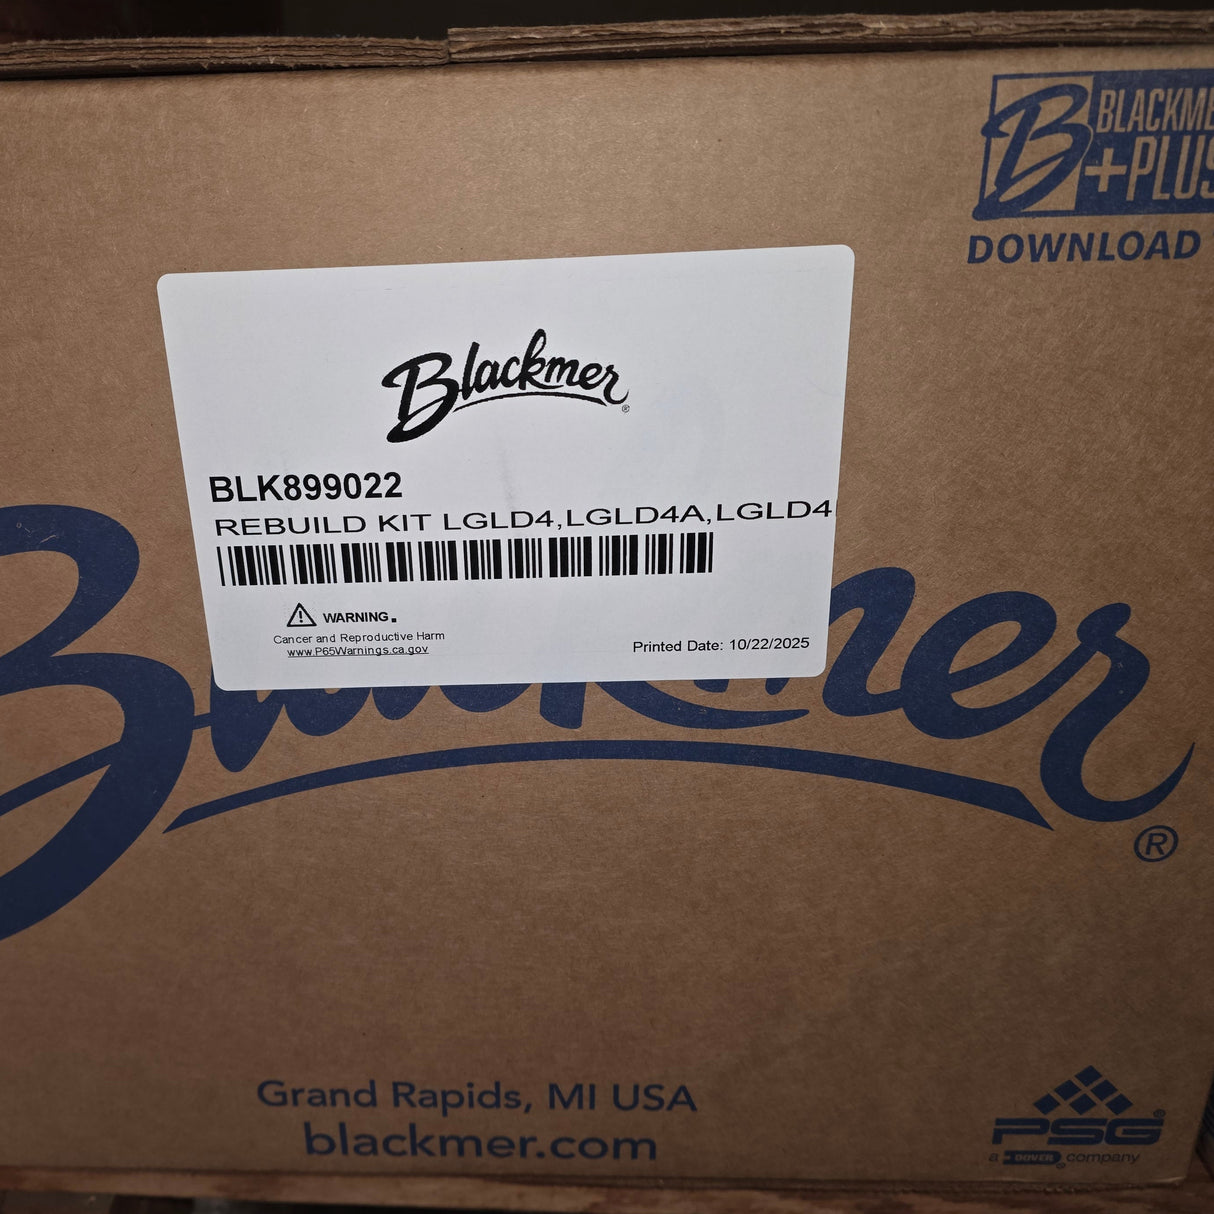 BLACKME
+PLUS
DOWNLOAD
Blackmer
®
BLK899022
REBUILD KIT LGLD4,LGLD4A,LGLD4
WARNING.
Cancer and Reproductive Harm
www.P65Warnings.ca.gov
Printed Date: 10/22/2025
Blackmer
®
Grand Rapids, MI USA
blackmer.com
PSG®
a DOVER® company